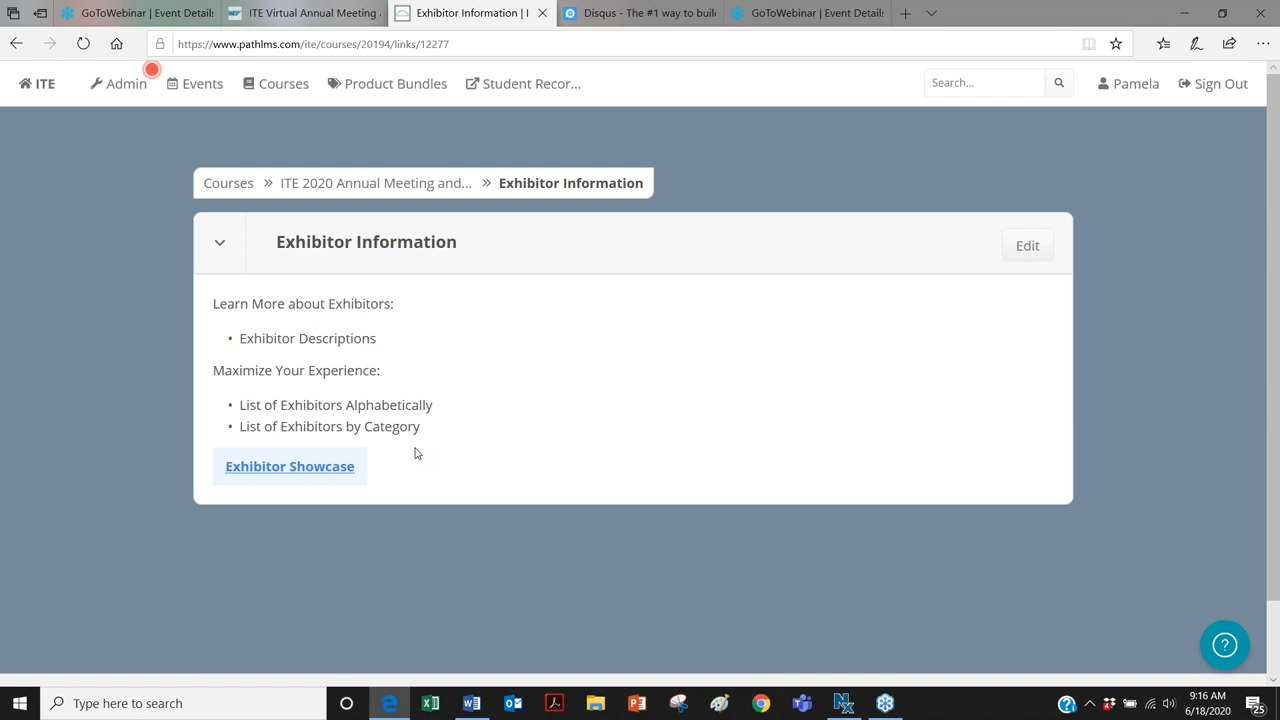 GoToWebinar | Event Details
ITE Virtual Annual Meeting
Exhibitor Information | I
Disqus - The #1 way to build
GoToWebinar | Event Details
https://www.pathlms.com/ite/courses/20194/links/12277
ITE
Admin
Events
Courses
Product Bundles
Student Recor...
Search...
Pamela
Sign Out
Courses » ITE 2020 Annual Meeting and... » Exhibitor Information
Exhibitor Information
Edit
Learn More about Exhibitors:
• Exhibitor Descriptions
Maximize Your Experience:
• List of Exhibitors Alphabetically
• List of Exhibitors by Category
Exhibitor Showcase
Type here to search
9:16 AM
6/18/2020
25